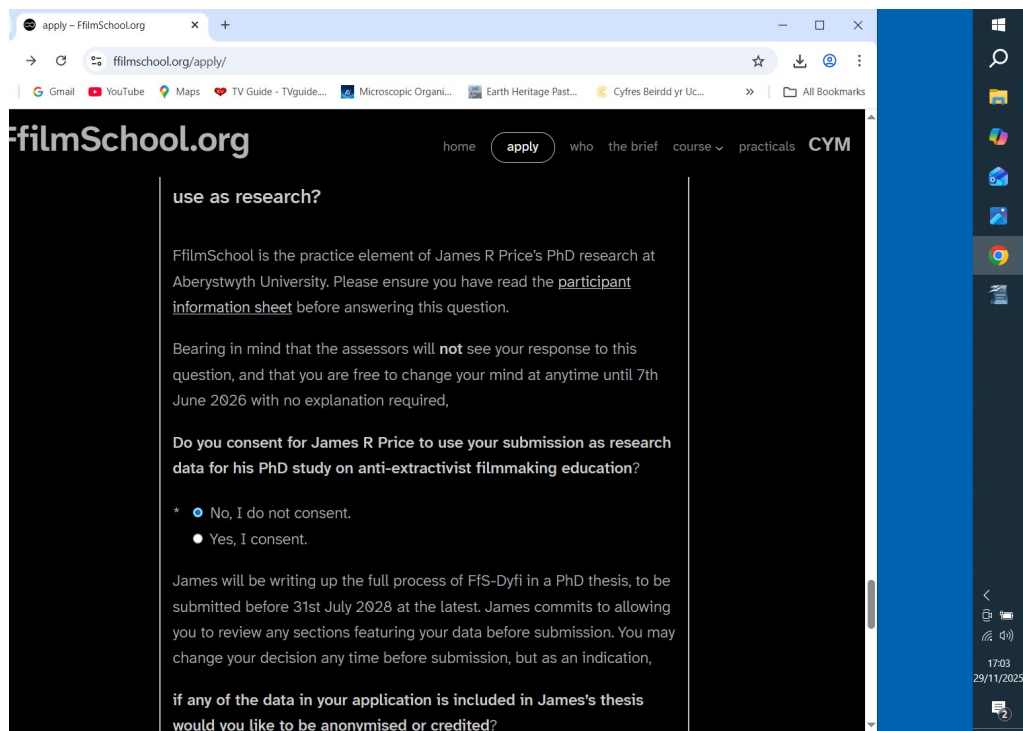 apply – FfilmSchool.org
ffilmschool.org/apply/
Gmail YouTube Maps TV Guide - TVguide.... Microscopic Organi... Earth Heritage Past... Cyfres Beirdd yr Uc... » All Bookmarks
FfilmSchool.org
home apply who the brief course practicals CYM
use as research?
FfilmSchool is the practice element of James R Price's PhD research at
Aberystwyth University. Please ensure you have read the participant
information sheet before answering this question.
Bearing in mind that the assessors will not see your response to this
question, and that you are free to change your mind at anytime until 7th
June 2026 with no explanation required,
Do you consent for James R Price to use your submission as research
data for his PhD study on anti-extractivist filmmaking education?
* No, I do not consent.
Yes, I consent.
James will be writing up the full process of FfS-Dyfi in a PhD thesis, to be
submitted before 31st July 2028 at the latest. James commits to allowing
you to review any sections featuring your data before submission. You may
change your decision any time before submission, but as an indication,
if any of the data in your application is included in James's thesis
would you like to be anonymised or credited?
17:03
29/11/2025
2